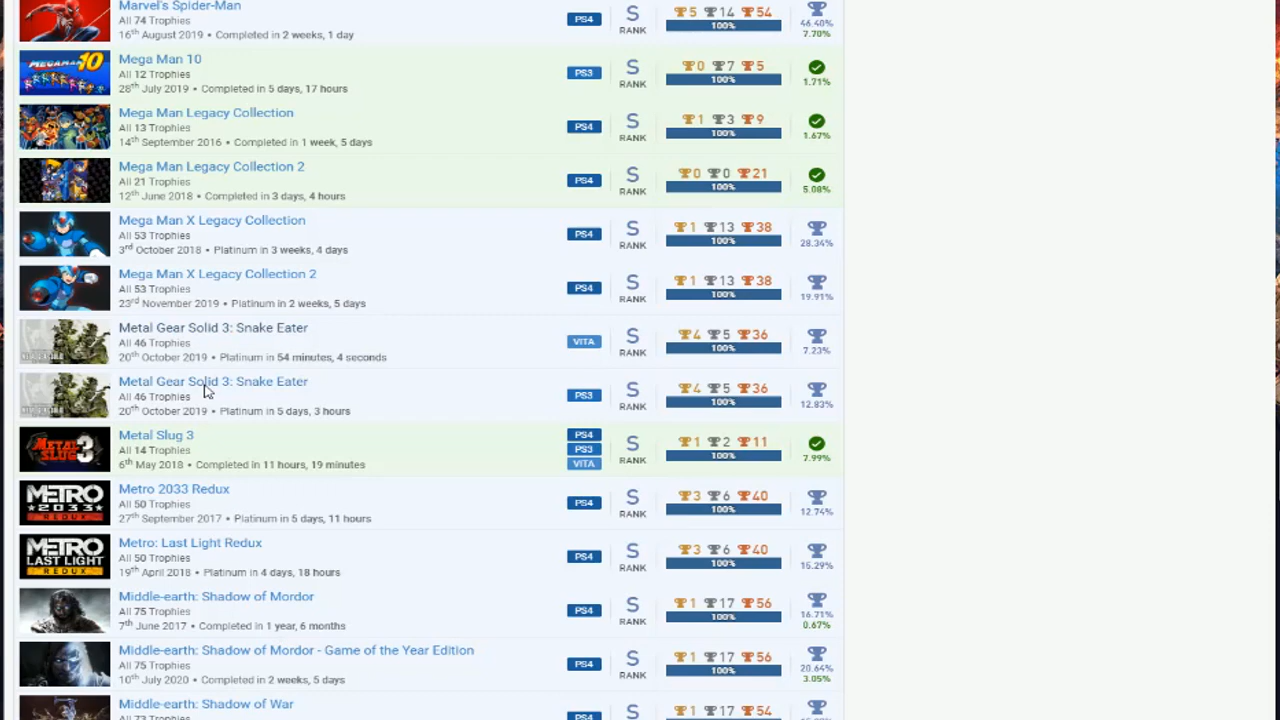 Marvel's Spider-Man
All 74 Trophies
16th August 2019 • Completed in 2 weeks, 1 day
PS4
S
RANK
5 14 54
100%
46.40%
7.70%
MEGAMAN 10
Mega Man 10
All 12 Trophies
28th July 2019 • Completed in 5 days, 17 hours
PS3
S
RANK
0 7 5
100%
1.71%
Mega Man Legacy Collection
All 13 Trophies
14th September 2016 • Completed in 1 week, 5 days
PS4
S
RANK
1 3 9
100%
1.67%
Mega Man Legacy Collection 2
All 21 Trophies
12th June 2018 • Completed in 3 days, 4 hours
PS4
S
RANK
0 0 21
100%
5.08%
Mega Man X Legacy Collection
All 53 Trophies
3rd October 2018 • Platinum in 3 weeks, 4 days
PS4
S
RANK
1 13 38
100%
28.34%
Mega Man X Legacy Collection 2
All 53 Trophies
23rd November 2019 • Platinum in 2 weeks, 5 days
PS4
S
RANK
1 13 38
100%
19.91%
Metal Gear Solid 3: Snake Eater
All 46 Trophies
20th October 2019 • Platinum in 54 minutes, 4 seconds
VITA
S
RANK
4 5 36
100%
7.23%
Metal Gear Solid 3: Snake Eater
All 46 Trophies
20th October 2019 • Platinum in 5 days, 3 hours
PS3
S
RANK
4 5 36
100%
12.83%
METAL SLUG 3
Metal Slug 3
All 14 Trophies
6th May 2018 • Completed in 11 hours, 19 minutes
PS4
PS3
VITA
S
RANK
1 2 11
100%
7.99%
METRO
2033
REDUX
Metro 2033 Redux
All 50 Trophies
27th September 2017 • Platinum in 5 days, 11 hours
PS4
S
RANK
3 6 40
100%
12.74%
METRO
LAST LIGHT
REDUX
Metro: Last Light Redux
All 50 Trophies
19th April 2018 • Platinum in 4 days, 18 hours
PS4
S
RANK
3 6 40
100%
15.29%
Middle-earth: Shadow of Mordor
All 75 Trophies
7th June 2017 • Completed in 1 year, 6 months
PS4
S
RANK
1 17 56
100%
16.71%
0.67%
Middle-earth: Shadow of Mordor - Game of the Year Edition
All 75 Trophies
July 2020 • Completed in 2 weeks, 5 days
PS4
S
RANK
1 17 56
100%
20.64%
3.05%
Middle-earth: Shadow of War
All 73 Trophies
PS4
S
1 17 54
100%